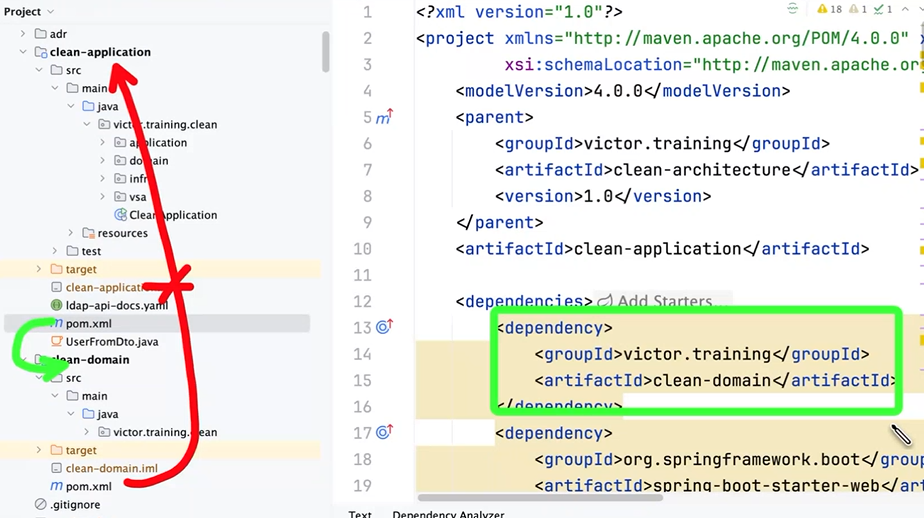 Project
adr
clean-application
src
main
java
victor.training.clean
application
domain
infr
vsa
CleanApplication
resources
test
target
clean-application
ldap-api-docs.yaml
pom.xml
UserFromDto.java
clean-domain
src
main
java
victor.training.clean
target
clean-domain.iml
pom.xml
.gitignore
18 1 1
1 <?xml version="1.0"?>
2 <project xmlns="http://maven.apache.org/POM/4.0.0"
3 xsi:schemaLocation="http://maven.apache.org
4 <modelVersion>4.0.0</modelVersion>
5 <parent>
6 <groupId>victor.training</groupId>
7 <artifactId>clean-architecture</artifactId>
8 <version>1.0</version>
9 </parent>
10 <artifactId>clean-application</artifactId>
11
12 <dependencies> Add Starters...
13 <dependency>
14 <groupId>victor.training</groupId>
15 <artifactId>clean-domain</artifactId>
16 </dependency>
17 <dependency>
18 <groupId>org.springframework.boot</group
19 <artifactId>spring-boot-starter-web</art
Text Dependency Analyzer